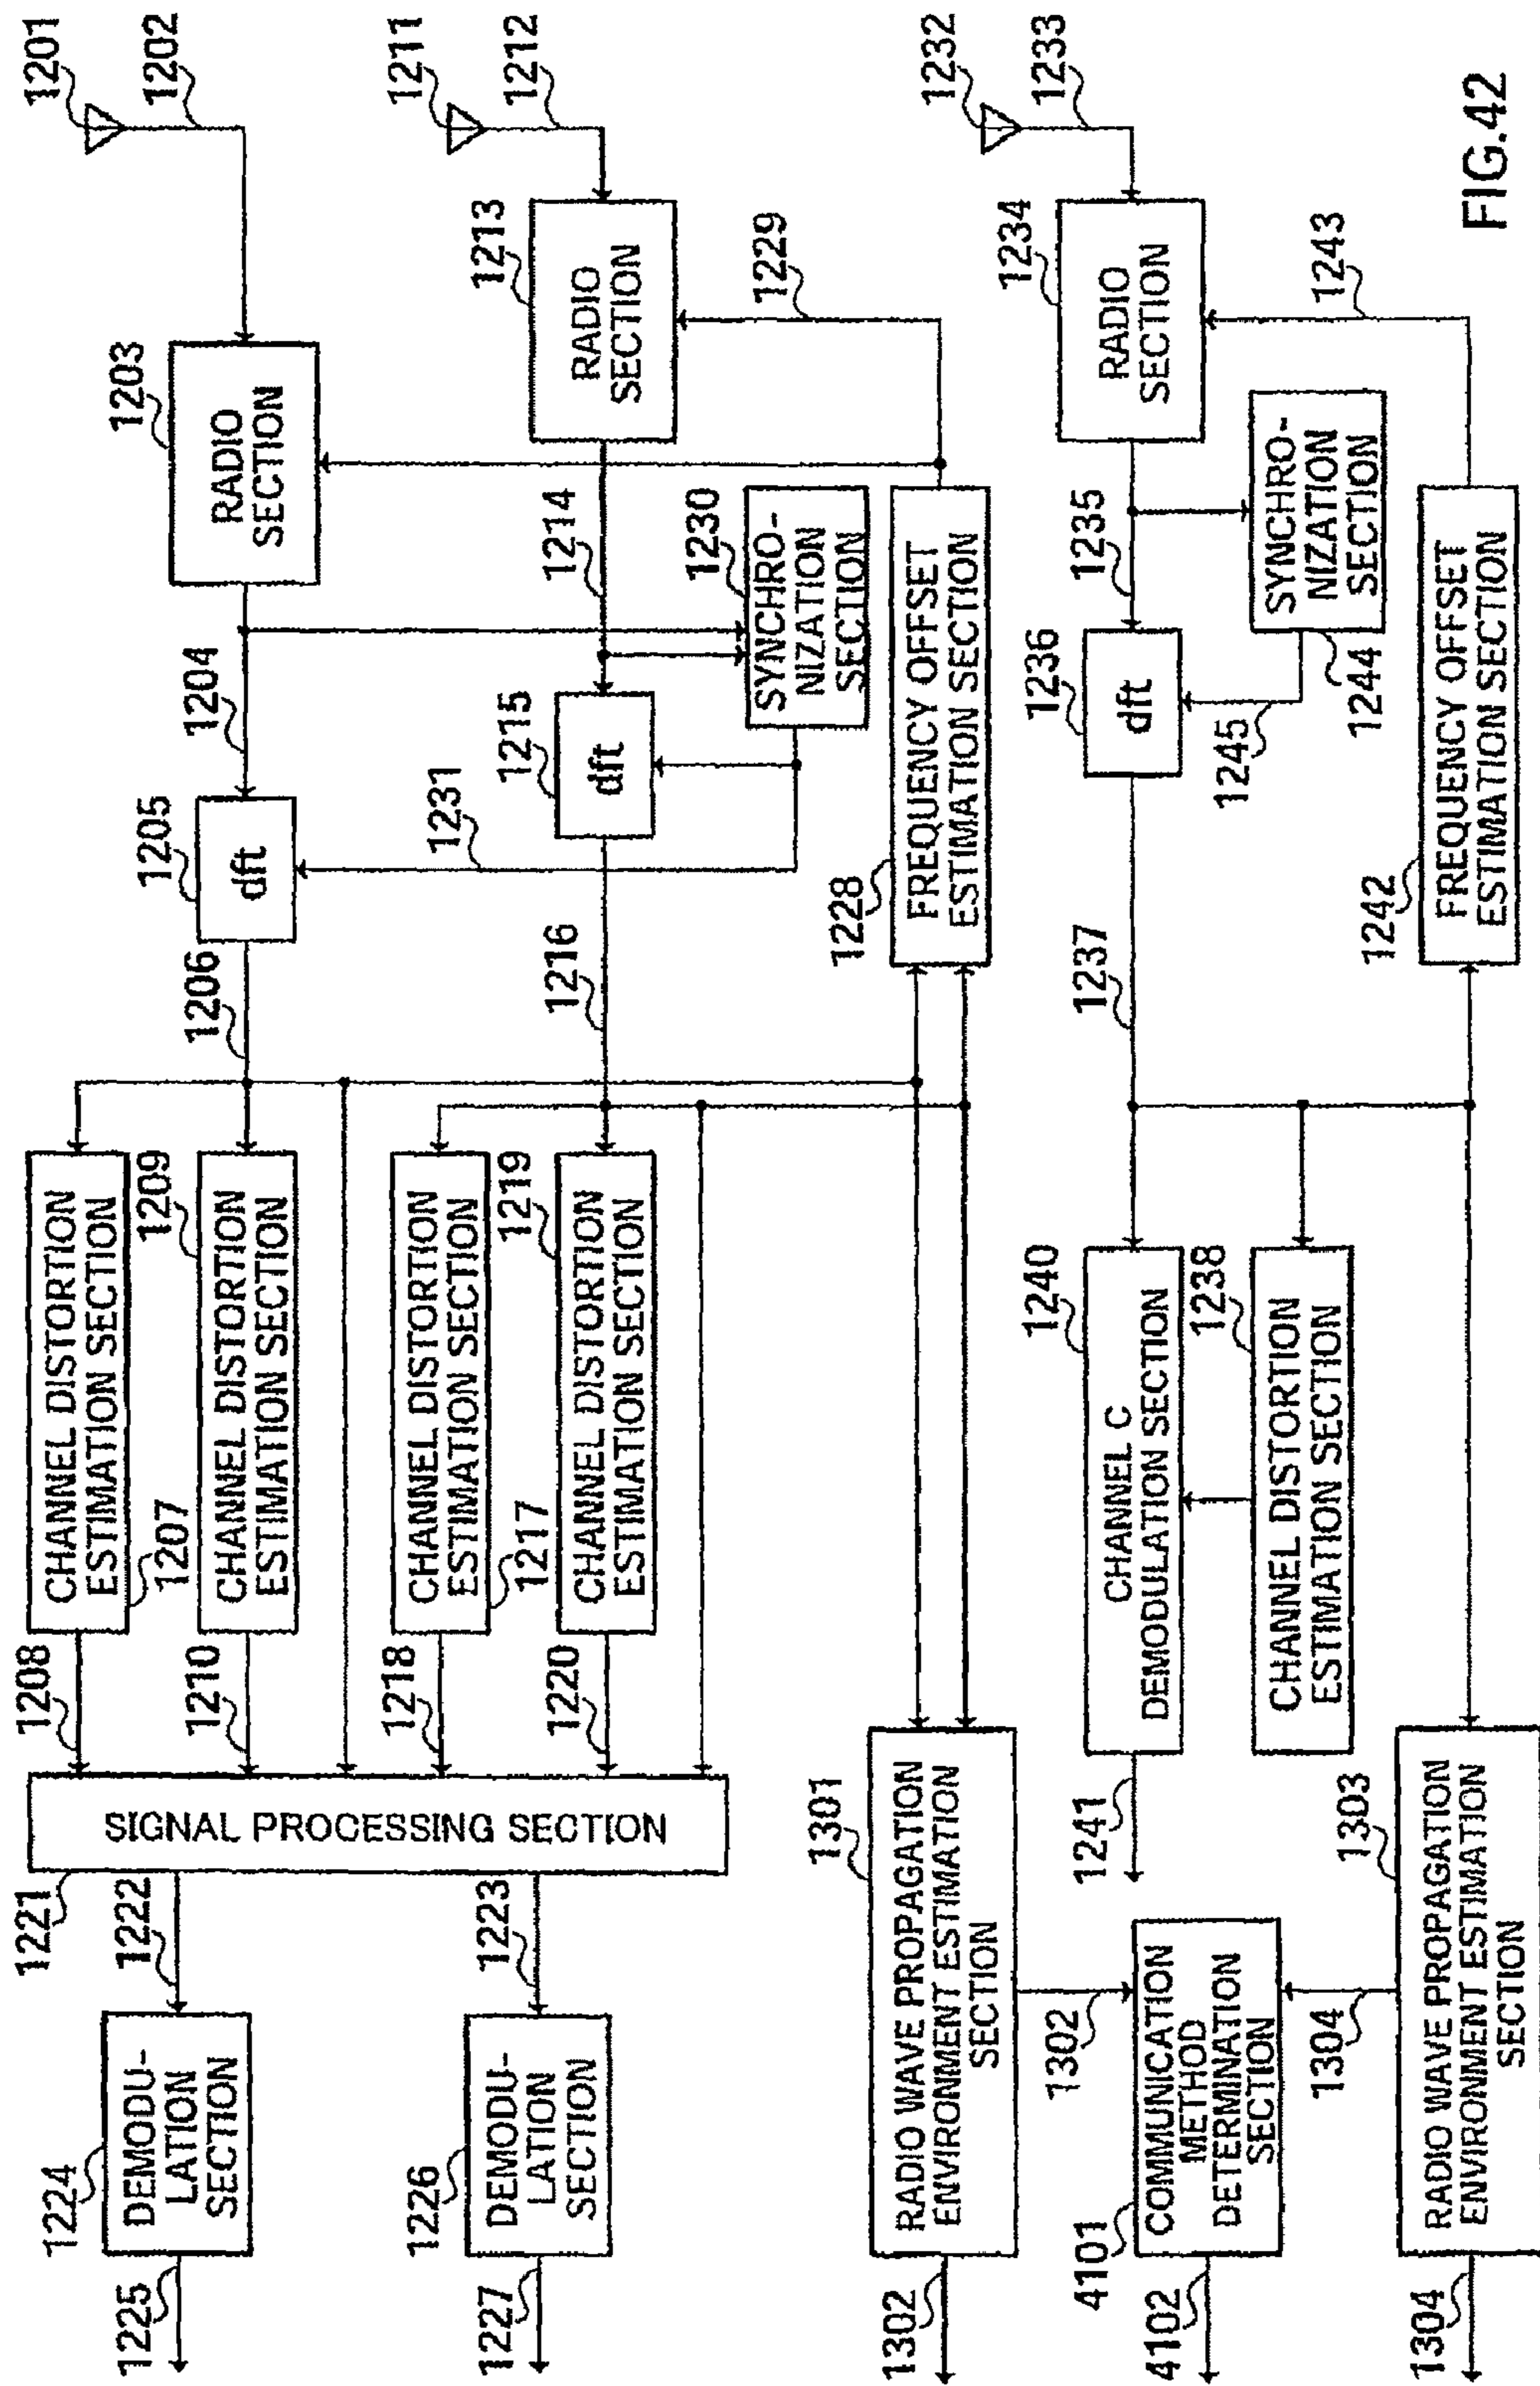 1201
1202
1203
RADIO
SECTION
1204
1205
dft
1206
CHANNEL DISTORTION
ESTIMATION SECTION
1207
1208
1209
CHANNEL DISTORTION
ESTIMATION SECTION
1210
1211
1212
1213
RADIO
SECTION
1229
1214
1230
SYNCHRO-
NIZATION
SECTION
1215
dft
1231
1216
CHANNEL DISTORTION
ESTIMATION SECTION
1217
1218
1219
CHANNEL DISTORTION
ESTIMATION SECTION
1220
SIGNAL PROCESSING SECTION
1221
1222
1223
1224
DEMODU-
LATION
SECTION
1225
1226
DEMODU-
LATION
SECTION
1227
1228
FREQUENCY OFFSET
ESTIMATION SECTION
1301
RADIO WAVE PROPAGATION
ENVIRONMENT ESTIMATION
SECTION
1302
1302
1232
1233
1234
RADIO
SECTION
1243
1235
SYNCHRO-
NIZATION
SECTION
1244
1236
dft
1245
1237
1242
FREQUENCY OFFSET
ESTIMATION SECTION
1240
CHANNEL C
DEMODULATION SECTION
1241
1238
CHANNEL DISTORTION
ESTIMATION SECTION
4101
COMMUNICATION
METHOD
DETERMINATION
SECTION
4102
1303
RADIO WAVE PROPAGATION
ENVIRONMENT ESTIMATION
SECTION
1304
1304
FIG.42